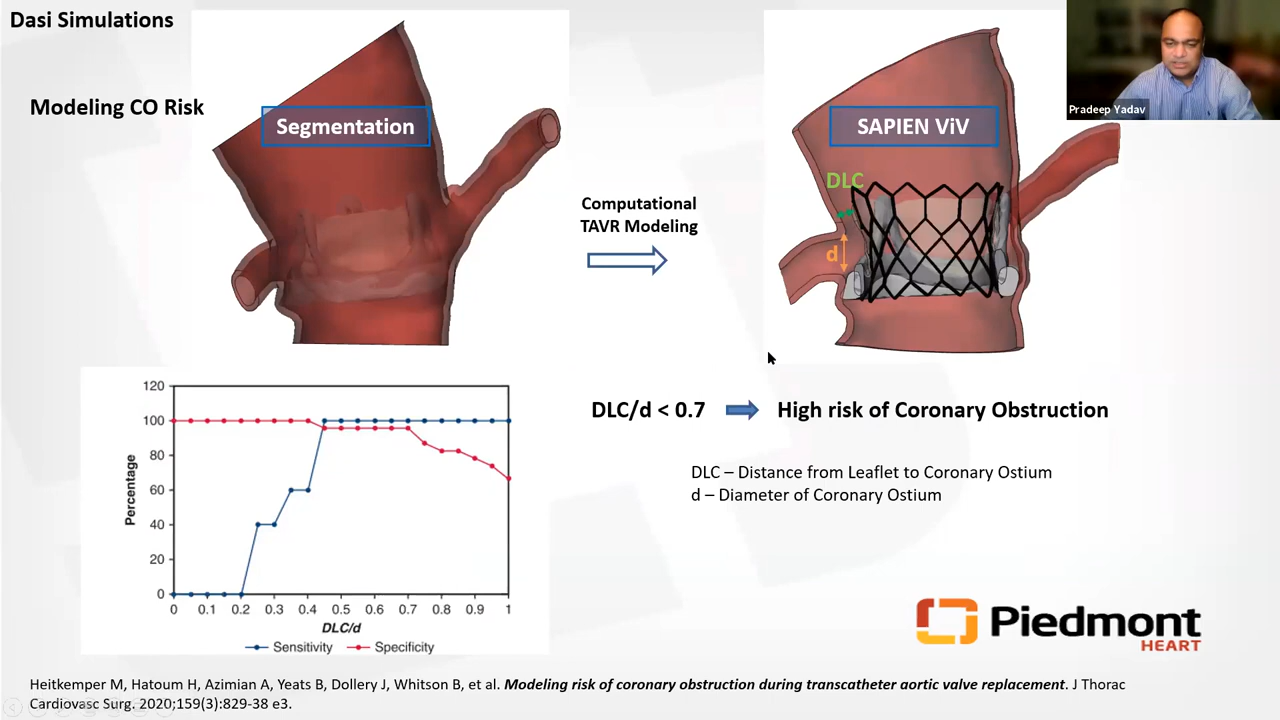 Dasi Simulations
Modeling CO Risk
Segmentation
Computational
TAVR Modeling
SAPIEN ViV
DLC
d
Pradeep Yadav
120
100
80
60
40
20
0
Percentage
0 0.1 0.2 0.3 0.4 0.5 0.6 0.7 0.8 0.9 1
DLC/d
Sensitivity Specificity
DLC/d < 0.7 High risk of Coronary Obstruction
DLC – Distance from Leaflet to Coronary Ostium
d – Diameter of Coronary Ostium
Piedmont
HEART
Heitkemper M, Hatoum H, Azimian A, Yeats B, Dollery J, Whitson B, et al. Modeling risk of coronary obstruction during transcatheter aortic valve replacement. J Thorac
Cardiovasc Surg. 2020;159(3):829-38 e3.